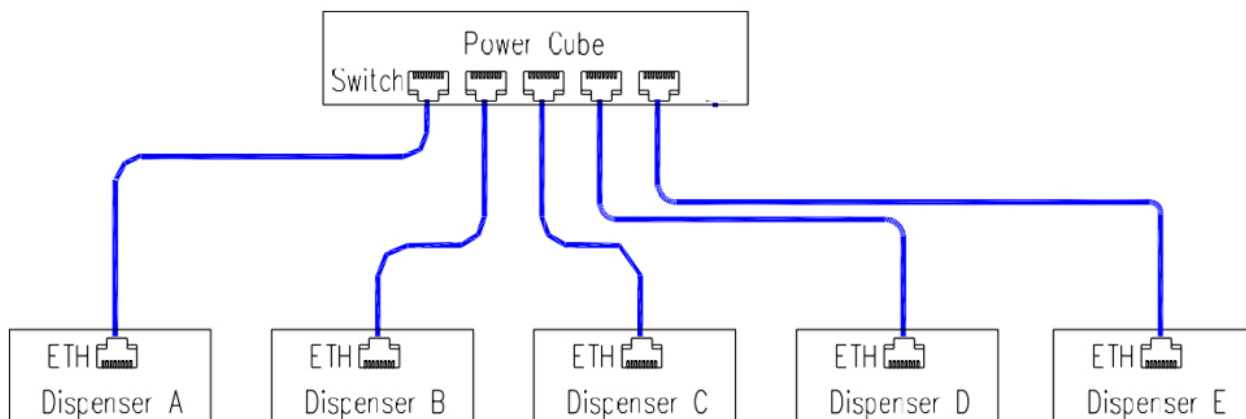 Power Cube
Switch
ETH
Dispenser A
ETH
Dispenser B
ETH
Dispenser C
ETH
Dispenser D
ETH
Dispenser E